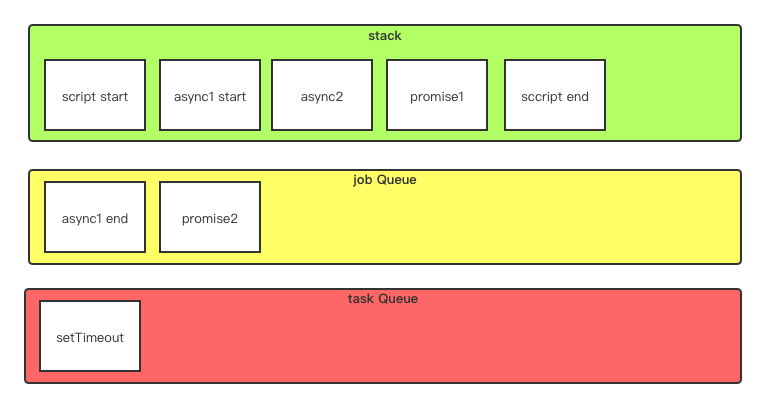 stack
script start
async1 start
async2
promise1
sccript end
job Queue
async1 end
promise2
task Queue
setTimeout